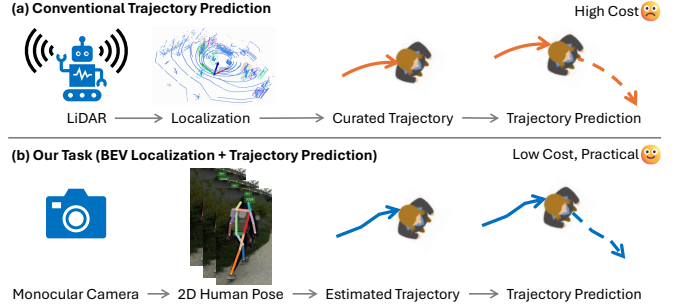 (a) Conventional Trajectory Prediction
High Cost
LiDAR
Localization
Curated Trajectory
Trajectory Prediction
(b) Our Task (BEV Localization + Trajectory Prediction)
Low Cost, Practical
Monocular Camera
2D Human Pose
Estimated Trajectory
Trajectory Prediction